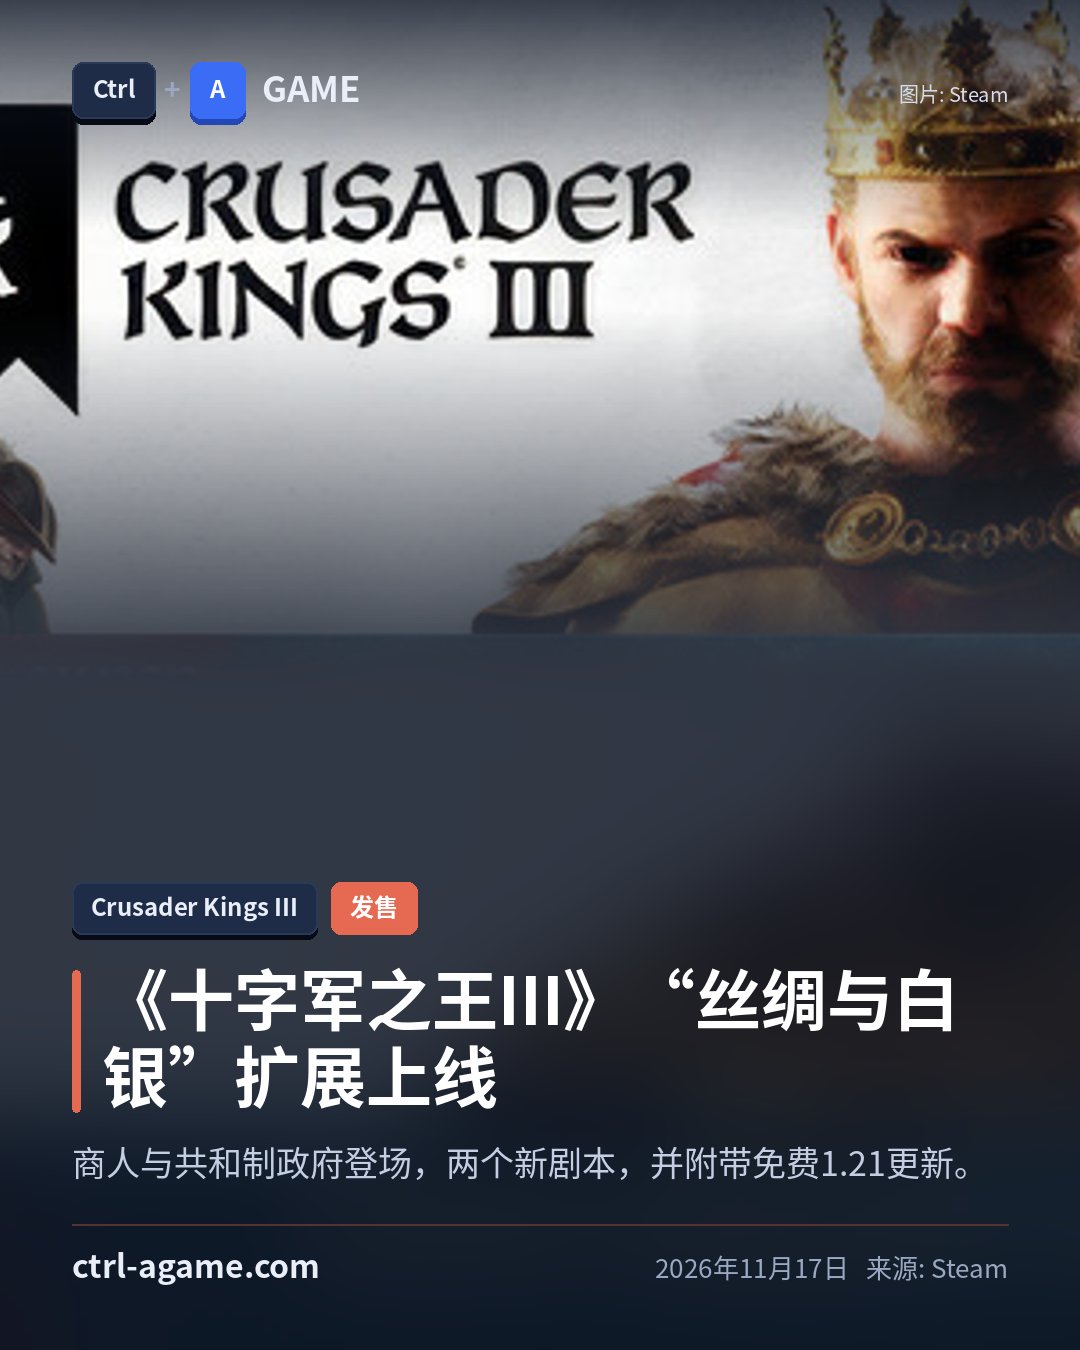 Ctrl + A GAME
图片: Steam
CRUSADER
KINGS III
Crusader Kings III 发售
《十字军之王III》“丝绸与白
银”扩展上线
商人与共和制政府登场，两个新剧本，并附带免费1.21更新。
ctrl-agame.com
2026年11月17日 来源: Steam